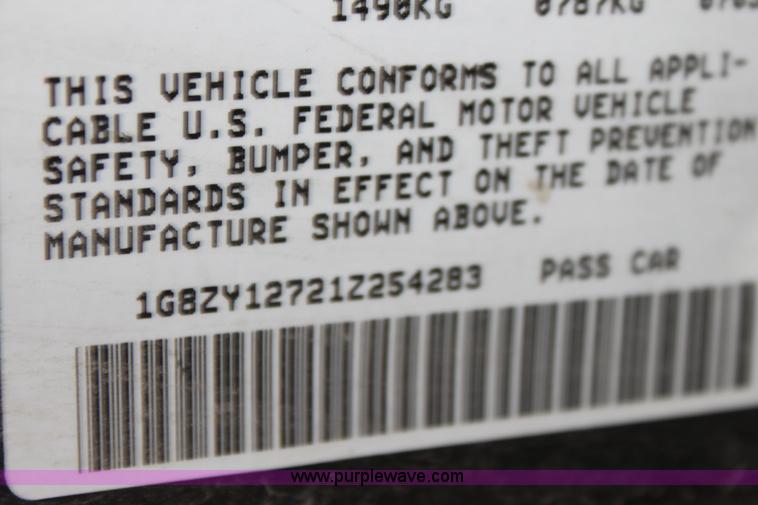 1490KG 0787KG
THIS VEHICLE CONFORMS TO ALL APPLI-
CABLE U.S. FEDERAL MOTOR VEHICLE
SAFETY, BUMPER, AND THEFT PREVENTION
STANDARDS IN EFFECT ON THE DATE OF
MANUFACTURE SHOWN ABOVE.
1G8ZY12721Z254283 PASS CAR
www.purplewave.com